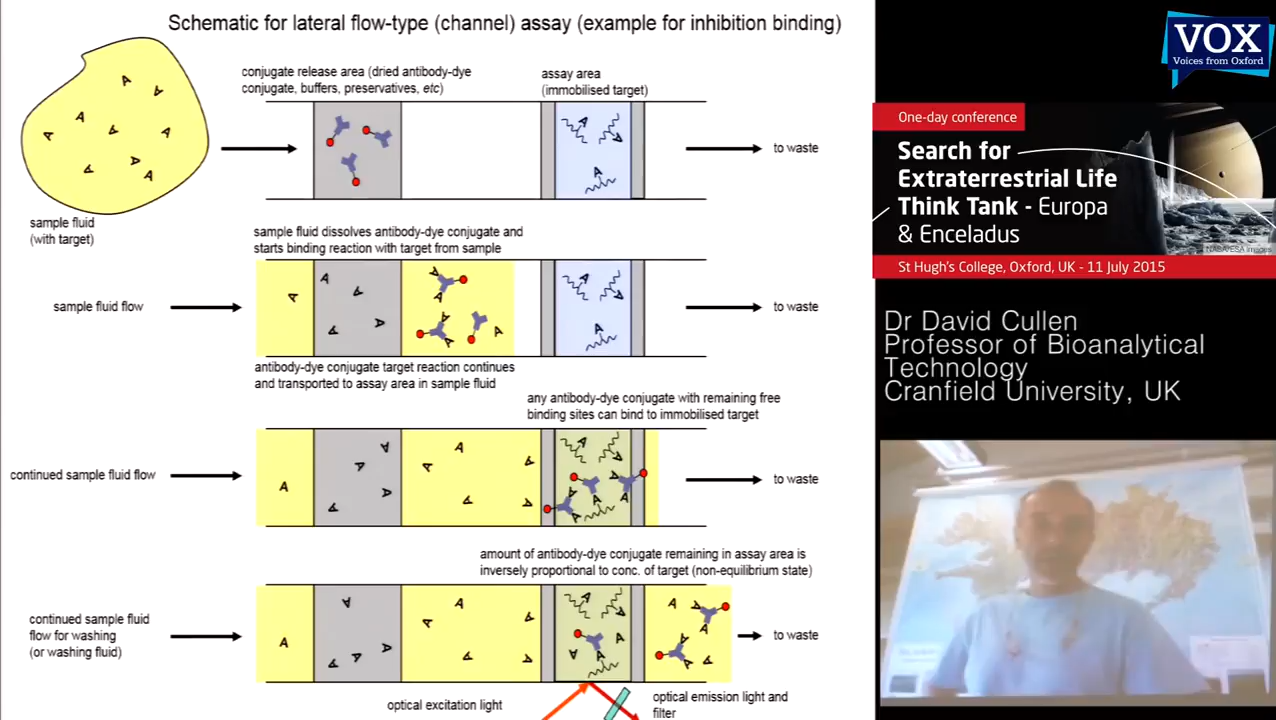 Schematic for lateral flow-type (channel) assay (example for inhibition binding)
conjugate release area (dried antibody-dye
conjugate, buffers, preservatives, etc)
assay area
(immobilised target)
to waste
sample fluid
(with target)
sample fluid dissolves antibody-dye conjugate and
starts binding reaction with target from sample
sample fluid flow
to waste
antibody-dye conjugate target reaction continues
and transported to assay area in sample fluid
any antibody-dye conjugate with remaining free
binding sites can bind to immobilised target
continued sample fluid flow
to waste
amount of antibody-dye conjugate remaining in assay area is
inversely proportional to conc. of target (non-equilibrium state)
continued sample fluid
flow for washing
(or washing fluid)
to waste
optical excitation light
optical emission light and
filter
VOX
Voices from Oxford
One-day conference
Search for
Extraterrestrial Life
Think Tank - Europa
& Enceladus
NASA/ESA images
St Hugh's College, Oxford, UK - 11 July 2015
Dr David Cullen
Professor of Bioanalytical
Technology
Cranfield University, UK